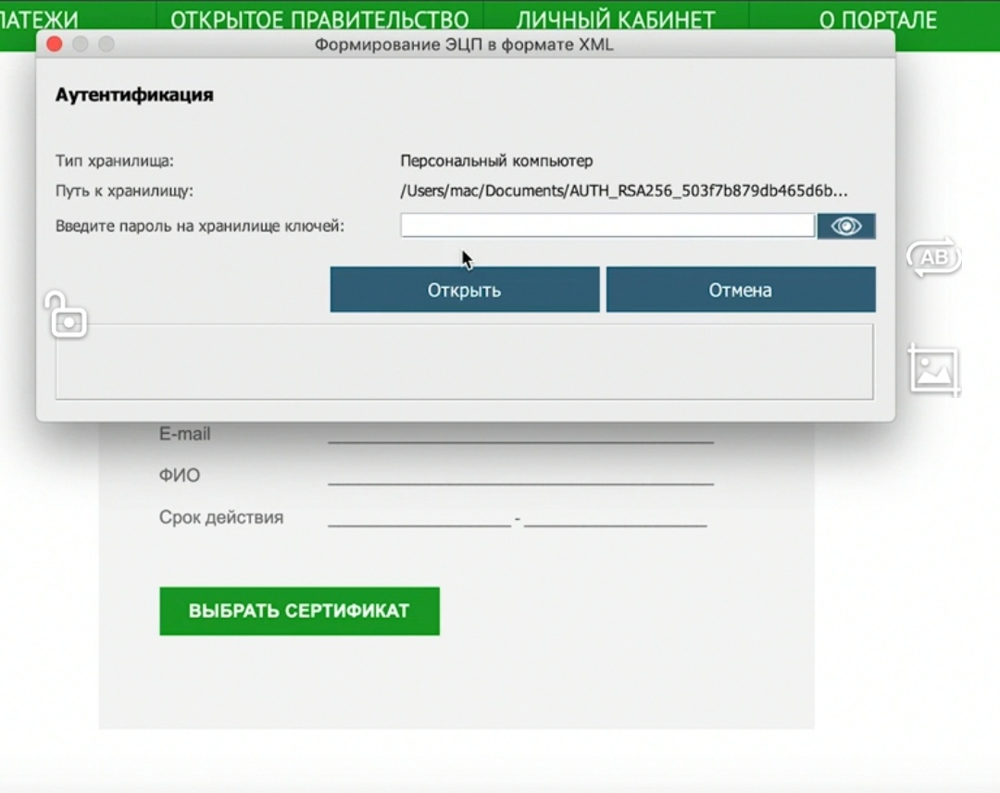 ОТКРЫТОЕ ПРАВИТЕЛЬСТВО
ЛИЧНЫЙ КАБИНЕТ
О ПОРТАЛЕ
Формирование ЭЦП в формате XML
Аутентификация
Тип хранилища: Персональный компьютер
Путь к хранилищу: /Users/mac/Documents/AUTH_RSA256_503f7b879db465d6b...
Введите пароль на хранилище ключей:
Открыть
Отмена
AB
E-mail
ФИО
Срок действия -
ВЫБРАТЬ СЕРТИФИКАТ